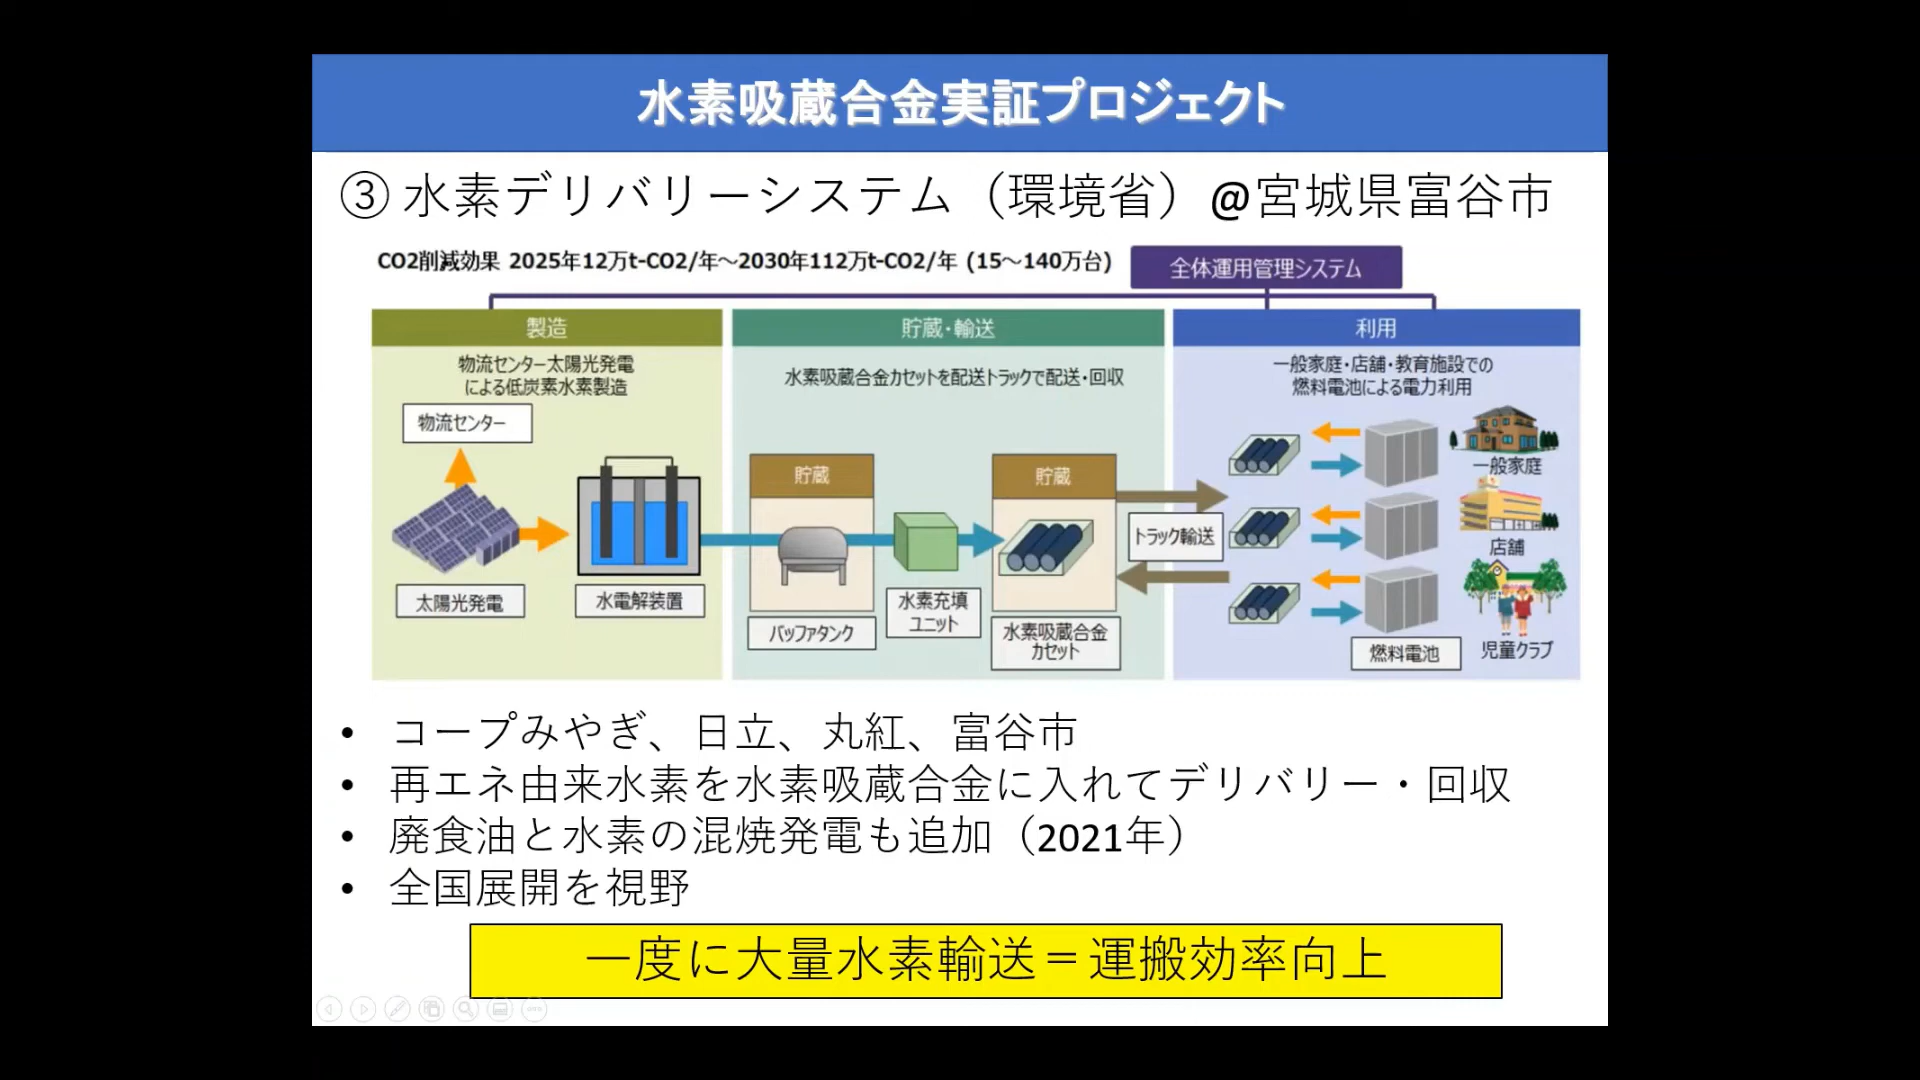 水素吸蔵合金実証プロジェクト
③ 水素デリバリーシステム（環境省）@宮城県富谷市
CO2削減効果 2025年12万t-CO2/年～2030年112万t-CO2/年 (15～140万台)
全体運用管理システム
製造
物流センター太陽光発電
による低炭素水素製造
物流センター
太陽光発電
水電解装置
貯蔵・輸送
水素吸蔵合金カセットを配送トラックで配送・回収
貯蔵
バッファタンク
水素充填
ユニット
貯蔵
水素吸蔵合金
カセット
トラック輸送
利用
一般家庭・店舗・教育施設での
燃料電池による電力利用
一般家庭
店舗
児童クラブ
燃料電池
• コープみやぎ、日立、丸紅、富谷市
• 再エネ由来水素を水素吸蔵合金に入れてデリバリー・回収
• 廃食油と水素の混焼発電も追加（2021年）
• 全国展開を視野
一度に大量水素輸送＝運搬効率向上